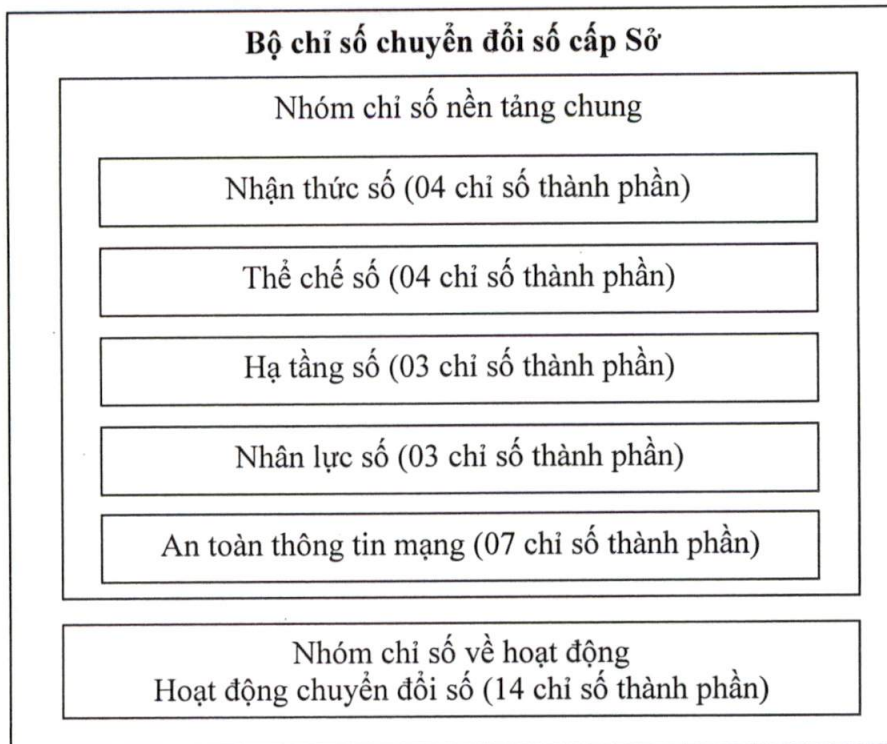 Bộ chỉ số chuyển đổi số cấp Sở
Nhóm chỉ số nền tảng chung
Nhận thức số (04 chỉ số thành phần)
Thể chế số (04 chỉ số thành phần)
Hạ tầng số (03 chỉ số thành phần)
Nhân lực số (03 chỉ số thành phần)
An toàn thông tin mạng (07 chỉ số thành phần)
Nhóm chỉ số về hoạt động
Hoạt động chuyển đổi số (14 chỉ số thành phần)